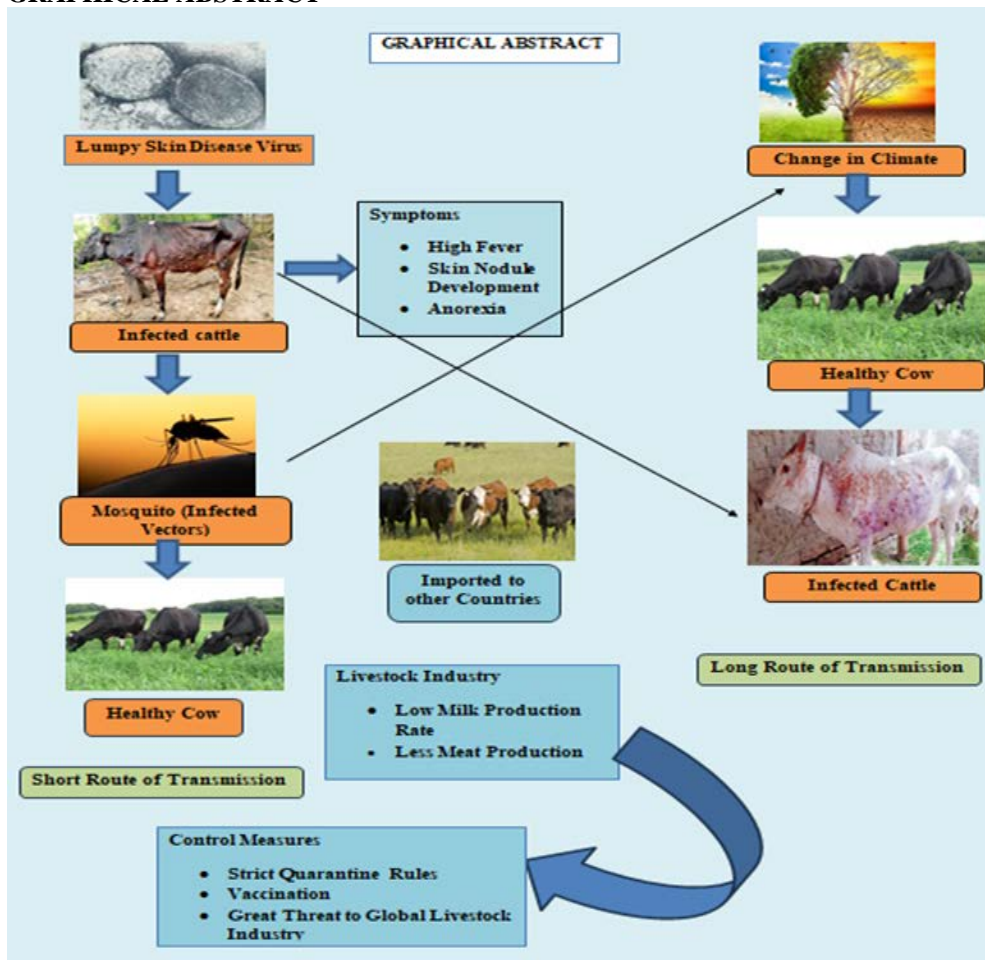 GRAPHICAL ABSTRACT
GRAPHICAL ABSTRACT
Lumpy Skin Disease Virus
Change in Climate
Symptoms
• High Fever
• Skin Nodule
Development
• Anorexia
Infected cattle
Healthy Cow
Mosquito (Infected
Vectors)
Imported to
other Countries
Infected Cattle
Healthy Cow
Long Route of Transmission
Livestock Industry
• Low Milk Production
Rate
• Less Meat Production
Short Route of Transmission
Control Measures
• Strict Quarantine Rules
• Vaccination
• Great Threat to Global Livestock
Industry